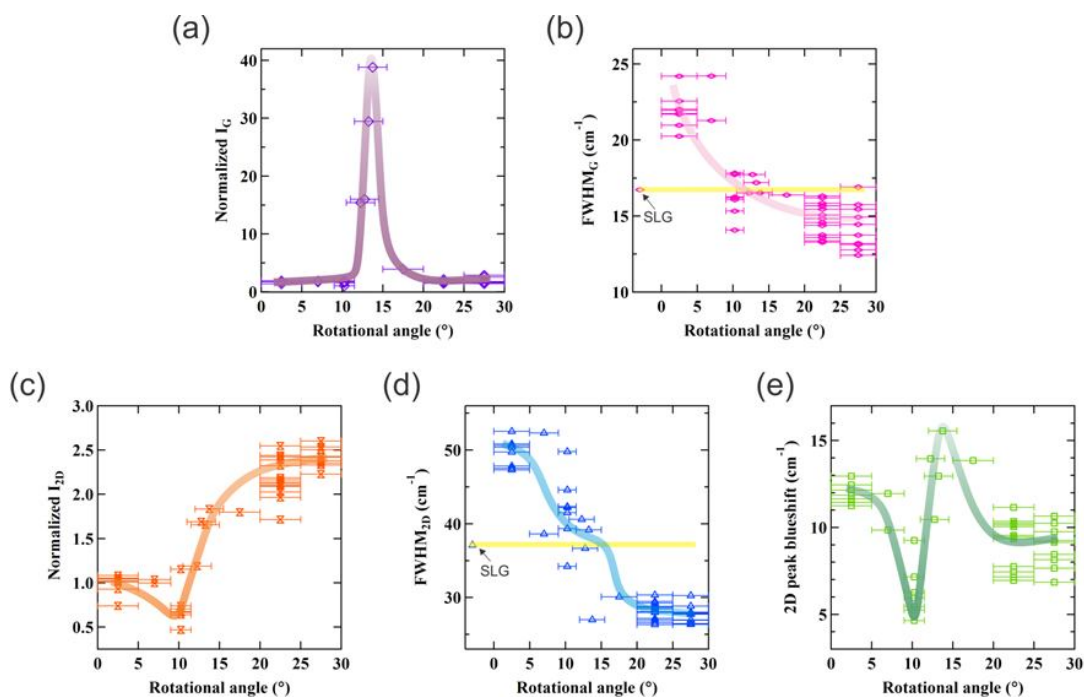 (a)
40
30
20
10
0
Normalized I_G
0 5 10 15 20 25 30
Rotational angle (°)
(b)
25
20
15
10
FWHM_G (cm⁻¹)
SLG
0 5 10 15 20 25 30
Rotational angle (°)
(c)
3.0
2.5
2.0
1.5
1.0
0.5
Normalized I_2D
0 5 10 15 20 25 30
Rotational angle (°)
(d)
50
40
30
FWHM_2D (cm⁻¹)
SLG
0 5 10 15 20 25 30
Rotational angle (°)
(e)
15
10
5
2D peak blueshift (cm⁻¹)
0 5 10 15 20 25 30
Rotational angle (°)